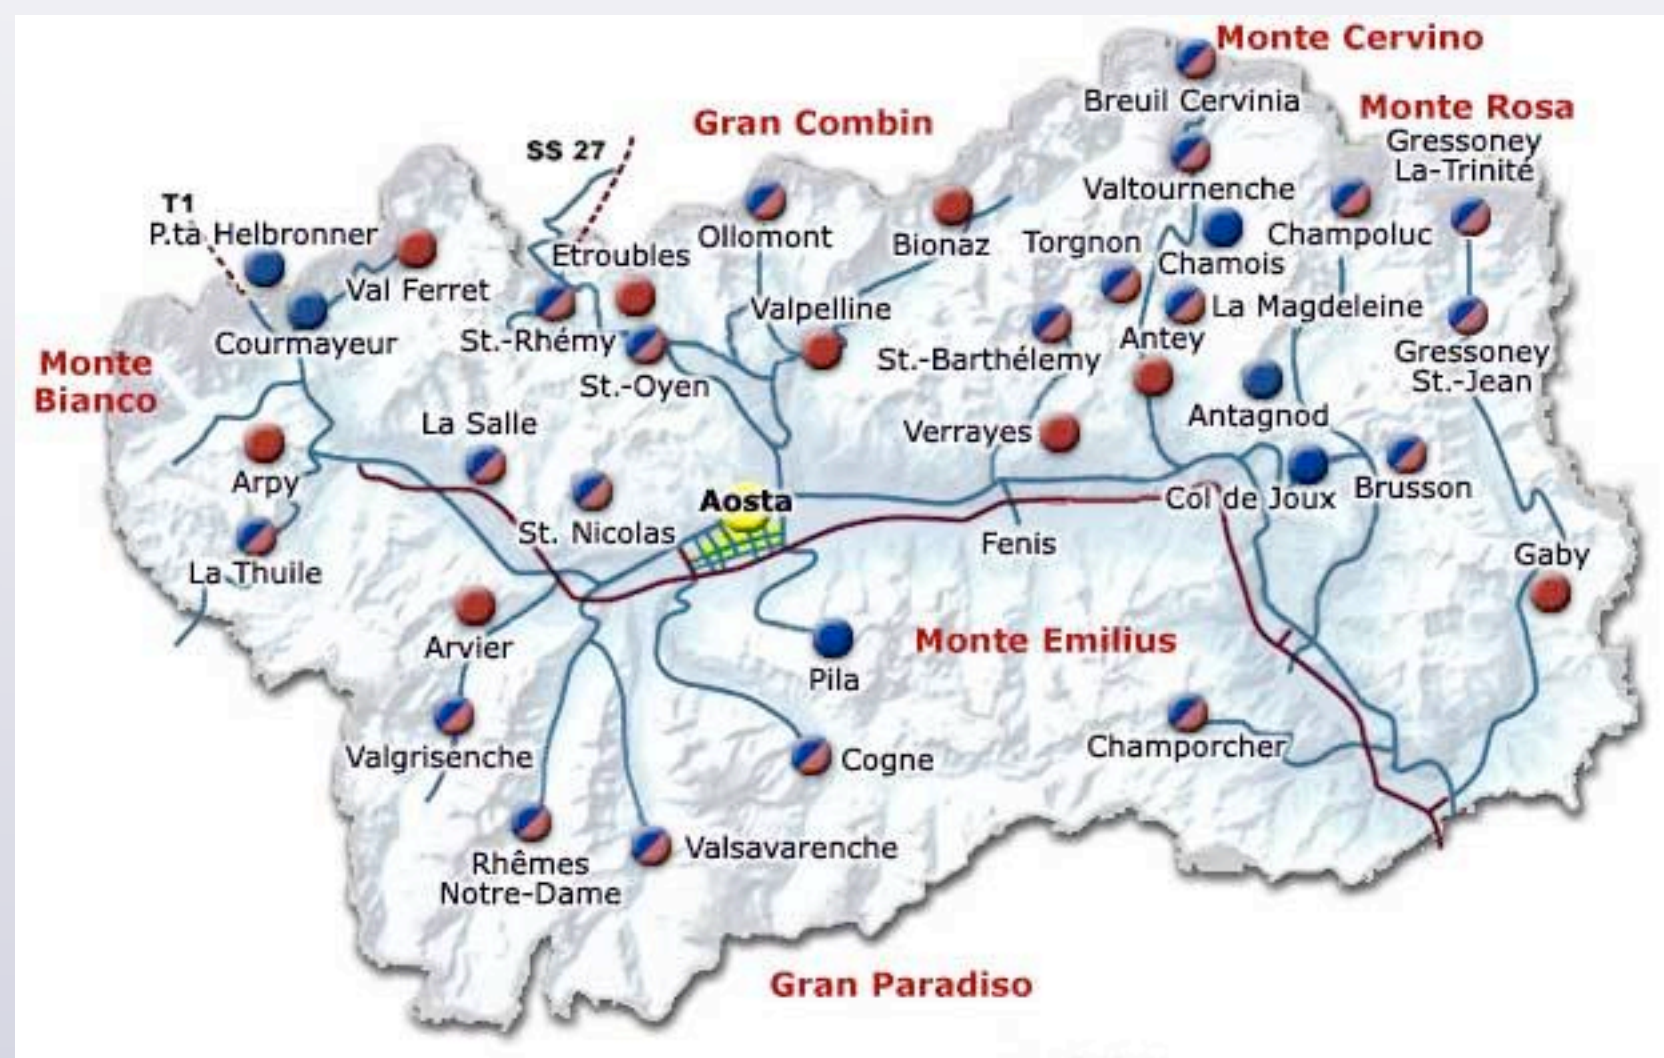 Monte Cervino
Breuil Cervinia
Monte Rosa
Gran Combin
Gressoney
La-Trinité
SS 27
Valtournenche
T1
P.tà Helbronner
Etroubles
Ollomont
Bionaz
Torgnon
Chamois
Champoluc
Val Ferret
Valpelline
La Magdeleine
St.-Rhémy
Courmayeur
Antey
St.-Barthélemy
Gressoney
St.-Jean
Monte
Bianco
St.-Oyen
Antagnod
La Salle
Verrayes
Arpy
Brusson
Aosta
Col de Joux
St. Nicolas
Fenis
Gaby
La Thuile
Arvier
Monte Emilius
Pila
Champorcher
Valgrisenche
Cogne
Valsavarenche
Rhêmes
Notre-Dame
Gran Paradiso